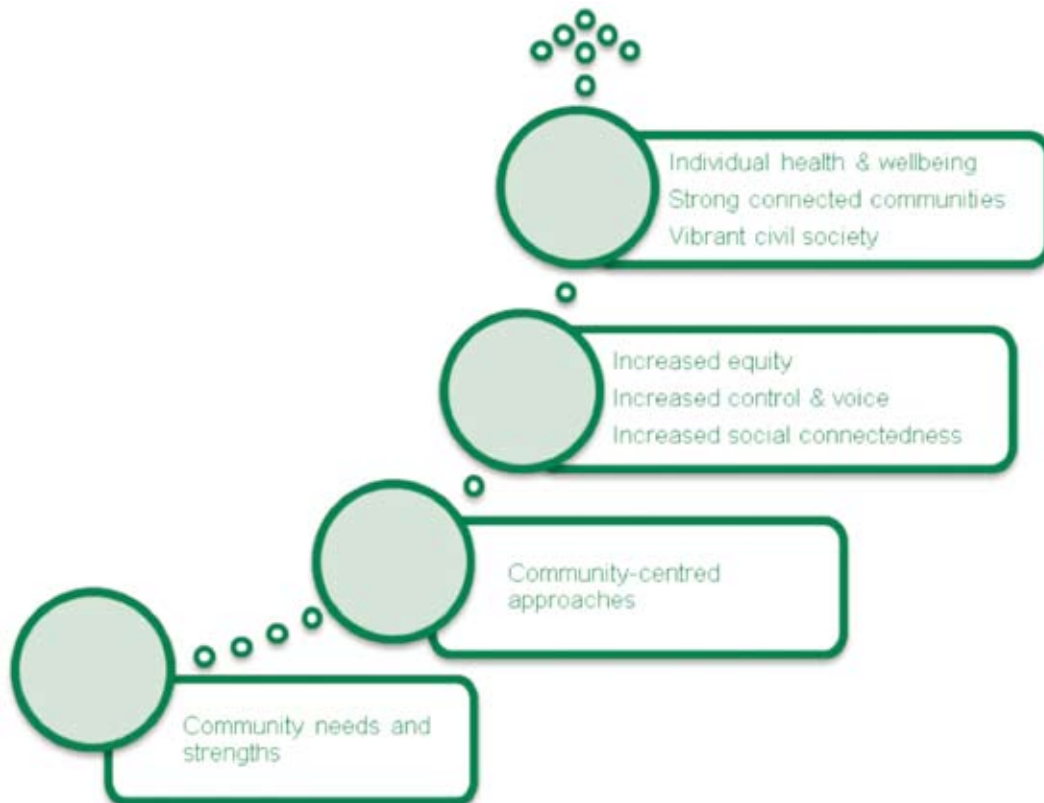 Individual health & wellbeing
Strong connected communities
Vibrant civil society
Increased equity
Increased control & voice
Increased social connectedness
Community-centred
approaches
Community needs and
strengths